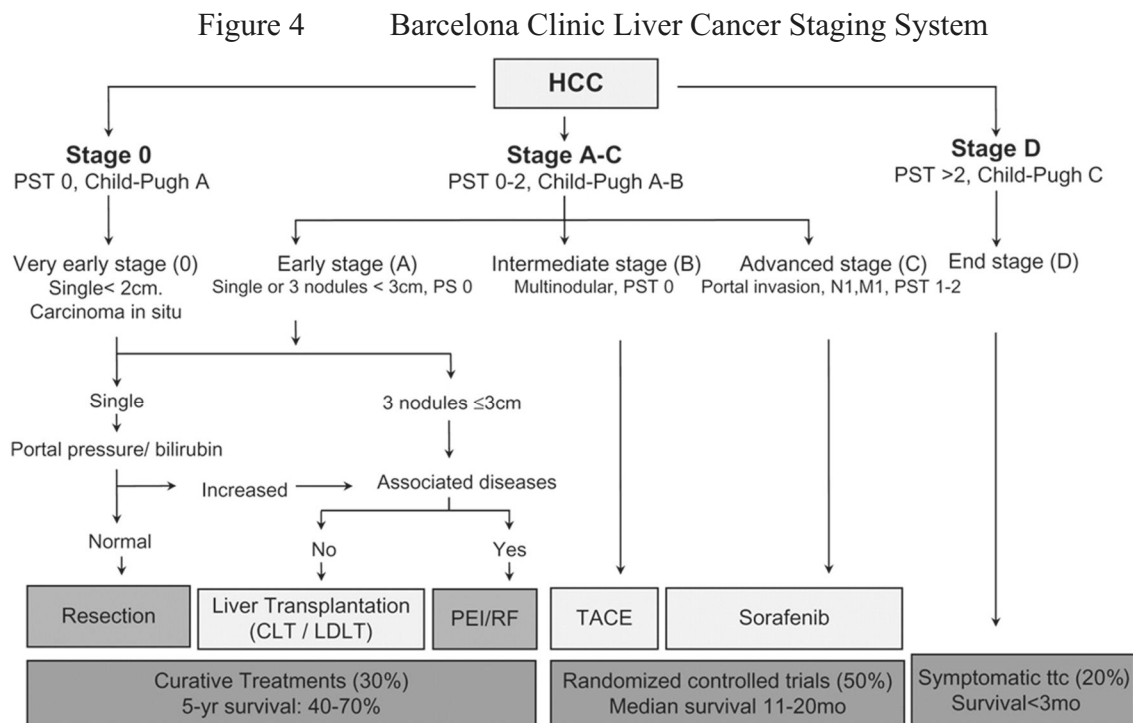 Figure 4 Barcelona Clinic Liver Cancer Staging System
HCC
Stage 0
PST 0, Child-Pugh A
Stage A-C
PST 0-2, Child-Pugh A-B
Stage D
PST >2, Child-Pugh C
Very early stage (0)
Single< 2cm.
Carcinoma in situ
Early stage (A)
Single or 3 nodules < 3cm, PS 0
Intermediate stage (B)
Multinodular, PST 0
Advanced stage (C)
Portal invasion, N1,M1, PST 1-2
End stage (D)
Single
3 nodules ≤3cm
Portal pressure/ bilirubin
Increased
Associated diseases
Normal
No
Yes
Resection
Liver Transplantation
(CLT / LDLT)
PEI/RF
TACE
Sorafenib
Curative Treatments (30%)
5-yr survival: 40-70%
Randomized controlled trials (50%)
Median survival 11-20mo
Symptomatic ttc (20%)
Survival<3mo